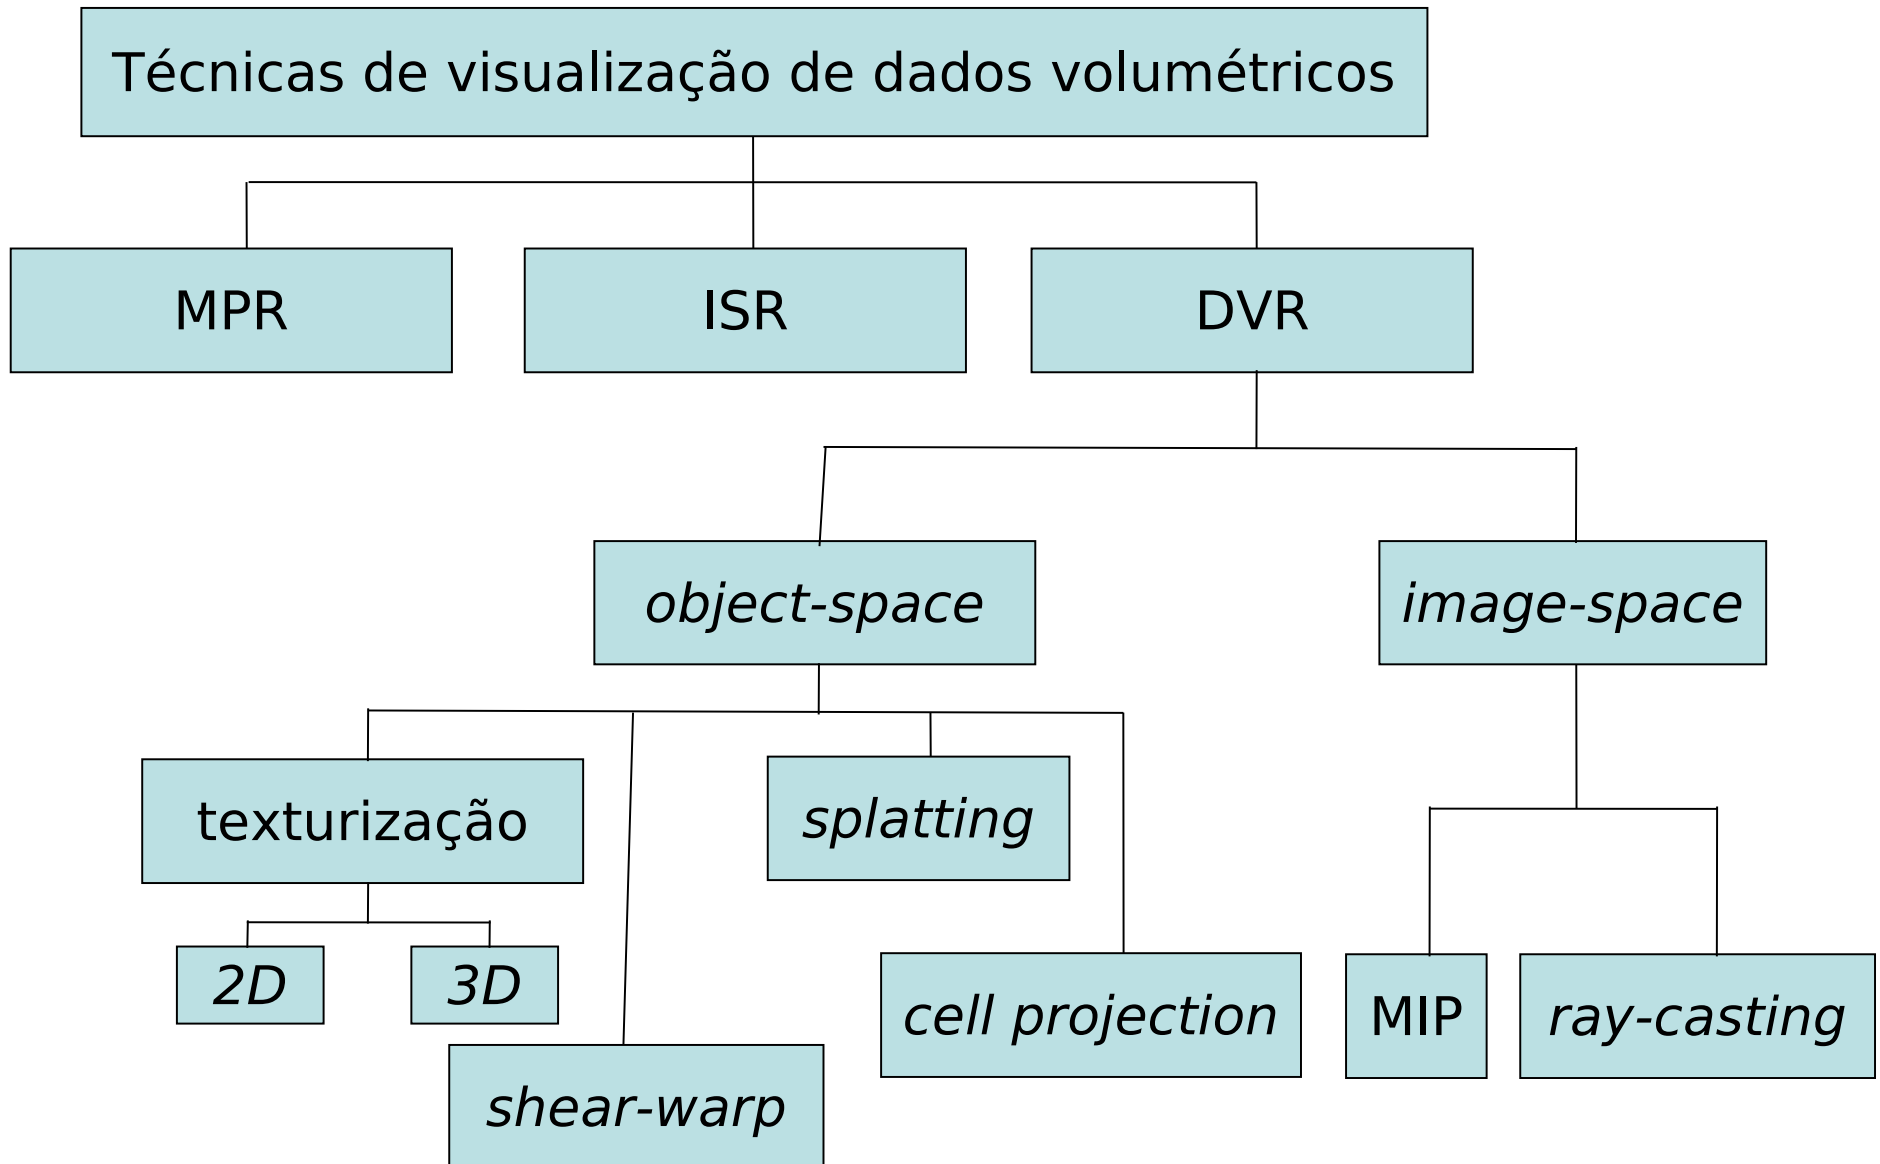 Técnicas de visualização de dados volumétricos
MPR
ISR
DVR
object-space
image-space
texturização
splatting
2D
3D
cell projection
MIP
ray-casting
shear-warp